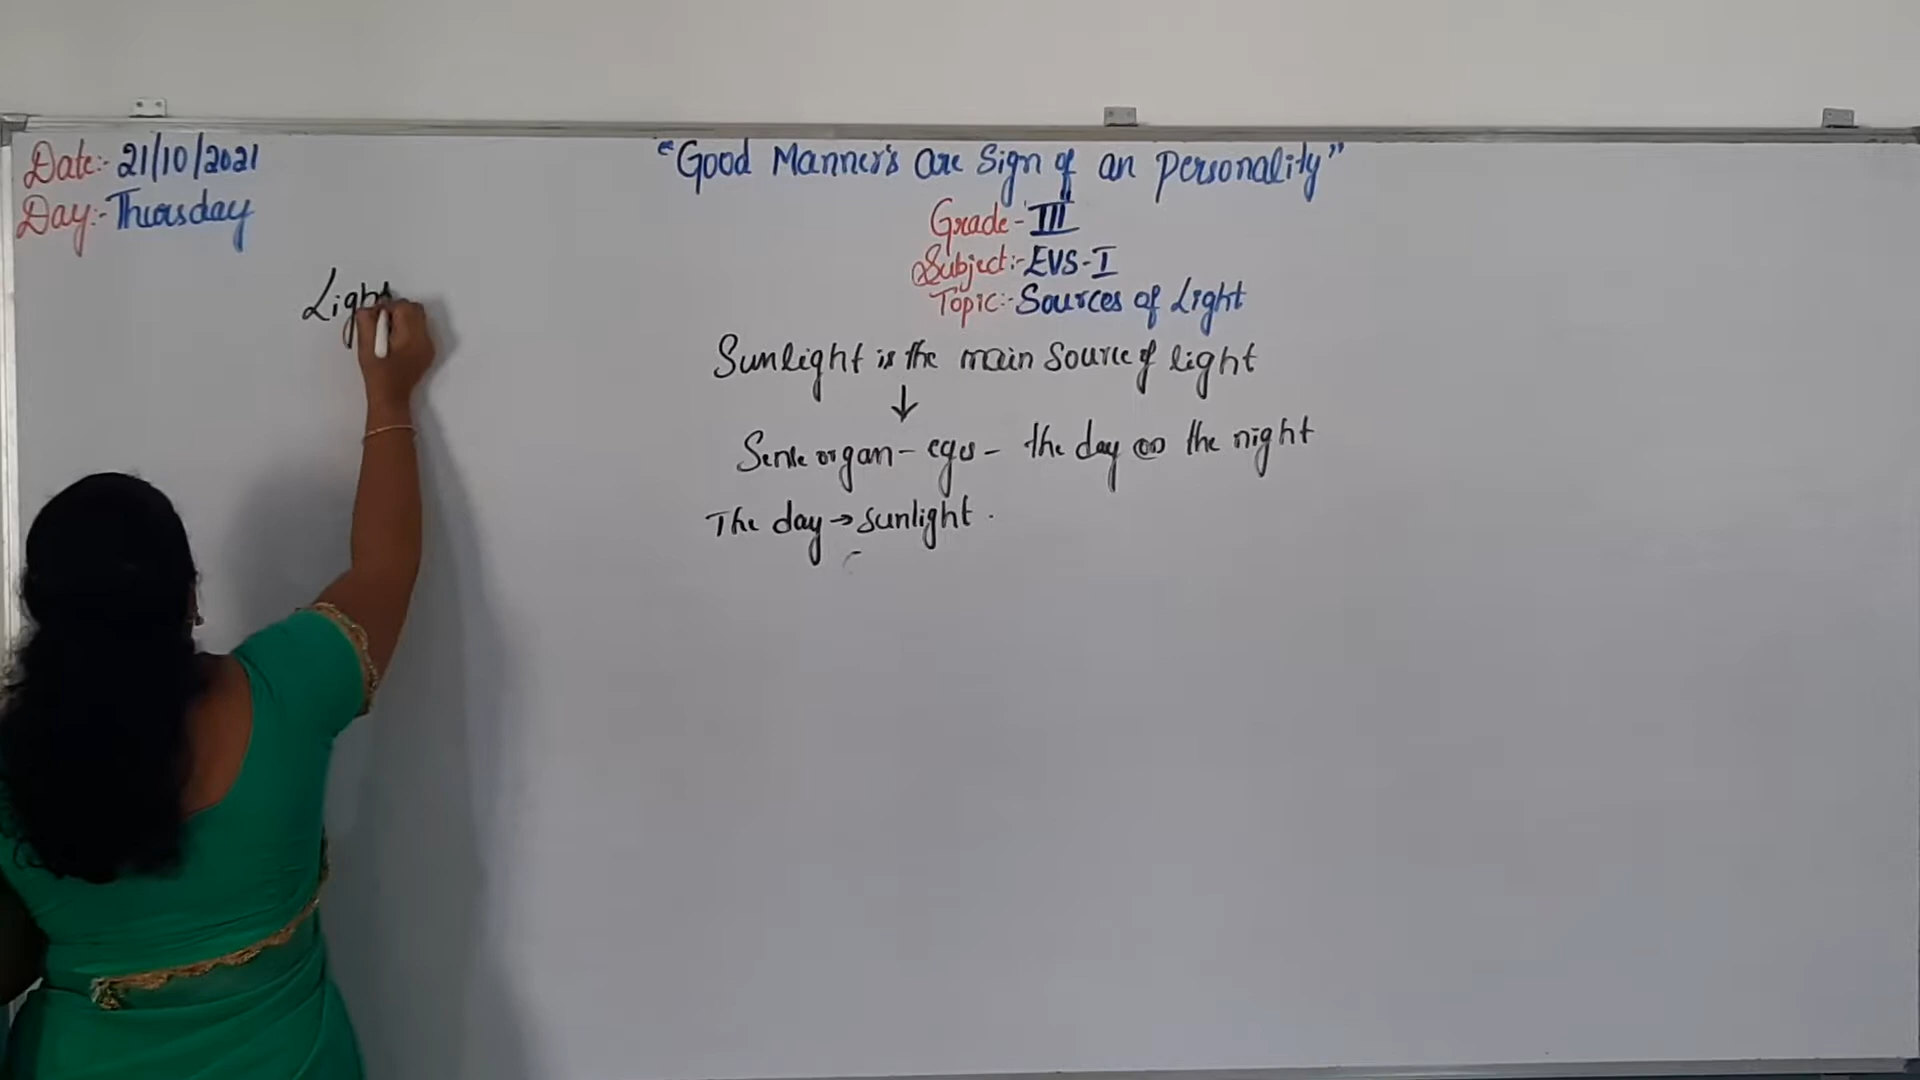 Date:- 21/10/2021
Day:- Thursday
"Good Manner's are Sign of an Personality"
Grade- III
Subject:- EVS-I
Topic:- Sources of Light
Light
Sunlight is the main Source of light
↓
Sense organ - eyes - the day or the night
The day → Sunlight.